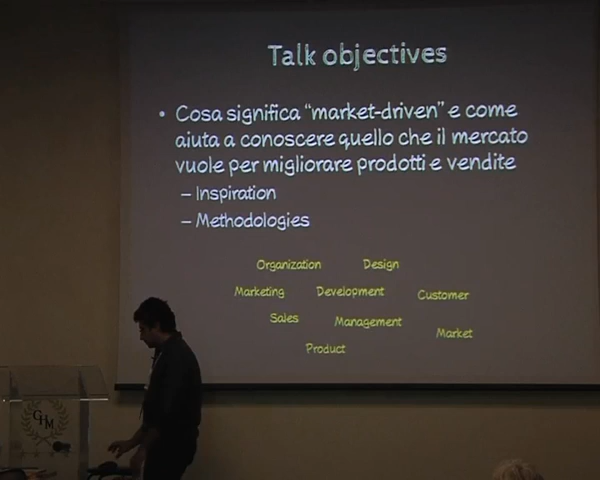 Talk objectives
• Cosa significa "market-driven" e come
aiuta a conoscere quello che il mercato
vuole per migliorare prodotti e vendite
– Inspiration
– Methodologies
Organization Design
Marketing Development Customer
Sales Management Market
Product
GHM